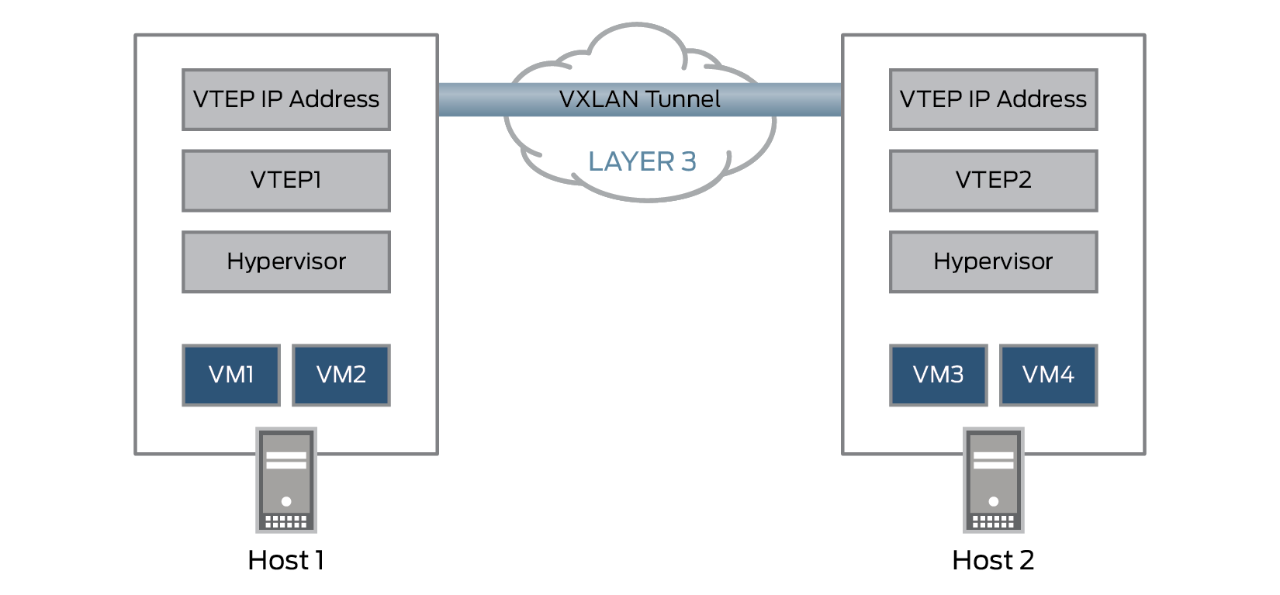 VTEP IP Address
VTEP1
Hypervisor
VM1
VM2
Host 1
VXLAN Tunnel
LAYER 3
VTEP IP Address
VTEP2
Hypervisor
VM3
VM4
Host 2